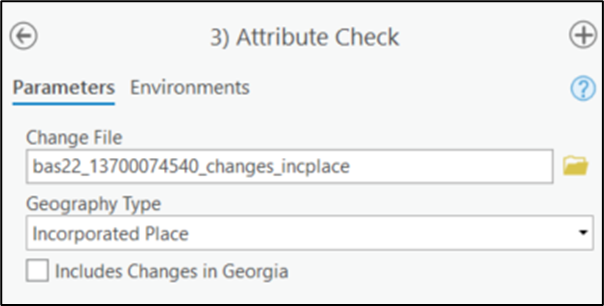 3) Attribute Check
Parameters Environments
Change File
bas22_13700074540_changes_incplace
Geography Type
Incorporated Place
Includes Changes in Georgia